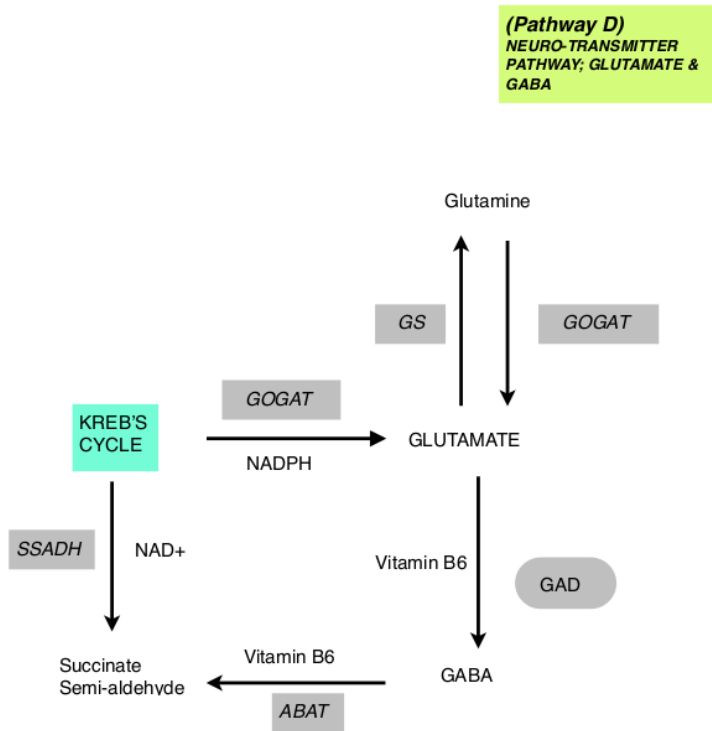 (Pathway D)
NEURO-TRANSMITTER
PATHWAY; GLUTAMATE &
GABA
Glutamine
GS
GOGAT
GOGAT
KREB'S
CYCLE
GLUTAMATE
NADPH
SSADH
NAD+
Vitamin B6
GAD
Succinate
Semi-aldehyde
Vitamin B6
GABA
ABAT